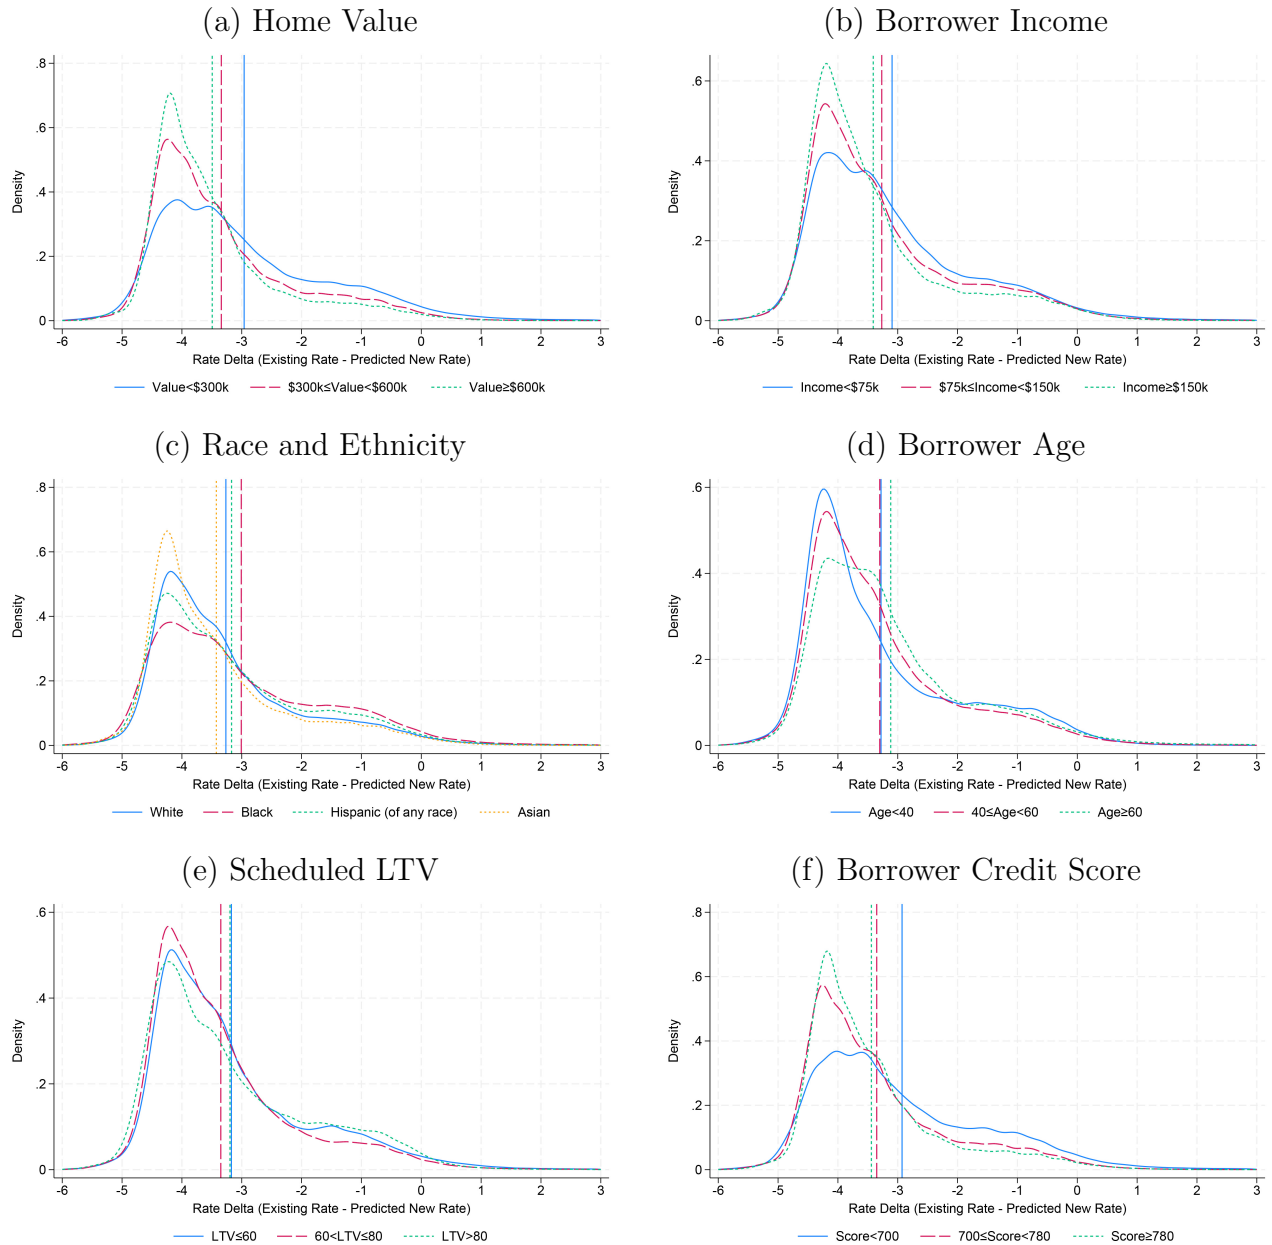 (a) Home Value
.8
.6
.4
.2
0
Density
-6 -5 -4 -3 -2 -1 0 1 2 3
Rate Delta (Existing Rate - Predicted New Rate)
Value<$300k $300k≤Value<$600k Value≥$600k
(b) Borrower Income
.6
.4
.2
0
Density
-6 -5 -4 -3 -2 -1 0 1 2 3
Rate Delta (Existing Rate - Predicted New Rate)
Income<$75k $75k≤Income<$150k Income≥$150k
(c) Race and Ethnicity
.8
.6
.4
.2
0
Density
-6 -5 -4 -3 -2 -1 0 1 2 3
Rate Delta (Existing Rate - Predicted New Rate)
White Black Hispanic (of any race) Asian
(d) Borrower Age
.6
.4
.2
0
Density
-6 -5 -4 -3 -2 -1 0 1 2 3
Rate Delta (Existing Rate - Predicted New Rate)
Age<40 40≤Age<60 Age≥60
(e) Scheduled LTV
.6
.4
.2
0
Density
-6 -5 -4 -3 -2 -1 0 1 2 3
Rate Delta (Existing Rate - Predicted New Rate)
LTV≤60 60<LTV≤80 LTV>80
(f) Borrower Credit Score
.8
.6
.4
.2
0
Density
-6 -5 -4 -3 -2 -1 0 1 2 3
Rate Delta (Existing Rate - Predicted New Rate)
Score<700 700≤Score<780 Score≥780